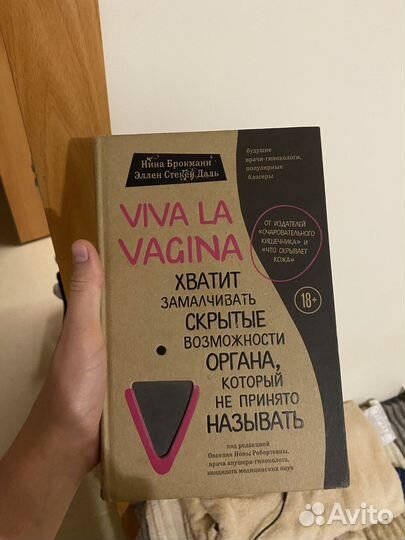 Нина Брокманн
Эллен Стекен Даль
будущие
врачи-гинекологи,
популярные
блогеры
VIVA LA
VAGINA
ОТ ИЗДАТЕЛЕЙ
«ОЧАРОВАТЕЛЬНОГО
КИШЕЧНИКА» И
«ЧТО СКРЫВАЕТ
КОЖА»
18+
ХВАТИТ
ЗАМАЛЧИВАТЬ
СКРЫТЫЕ
ВОЗМОЖНОСТИ
ОРГАНА,
КОТОРЫЙ
НЕ ПРИНЯТО
НАЗЫВАТЬ
под редакцией
Овсепян Новы Робертовны,
врача акушера-гинеколога,
кандидата медицинских наук
Avito